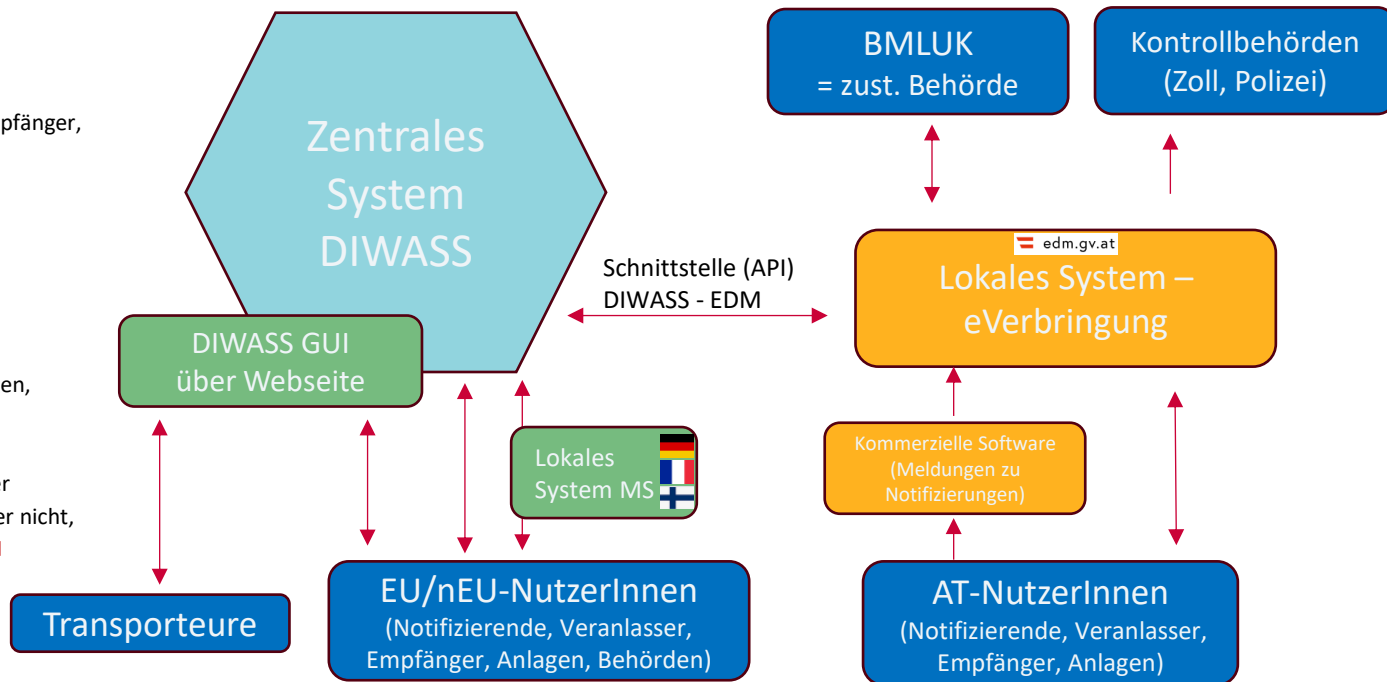 pfänger,
en,
er
er nicht,
Zentrales
System
DIWASS
DIWASS GUI
über Webseite
Schnittstelle (API)
DIWASS - EDM
BMLUK
= zust. Behörde
Kontrollbehörden
(Zoll, Polizei)
edm.gv.at
Lokales System –
eVerbringung
Lokales
System MS
Kommerzielle Software
(Meldungen zu
Notifizierungen)
Transporteure
EU/nEU-NutzerInnen
(Notifizierende, Veranlasser,
Empfänger, Anlagen, Behörden)
AT-NutzerInnen
(Notifizierende, Veranlasser,
Empfänger, Anlagen)